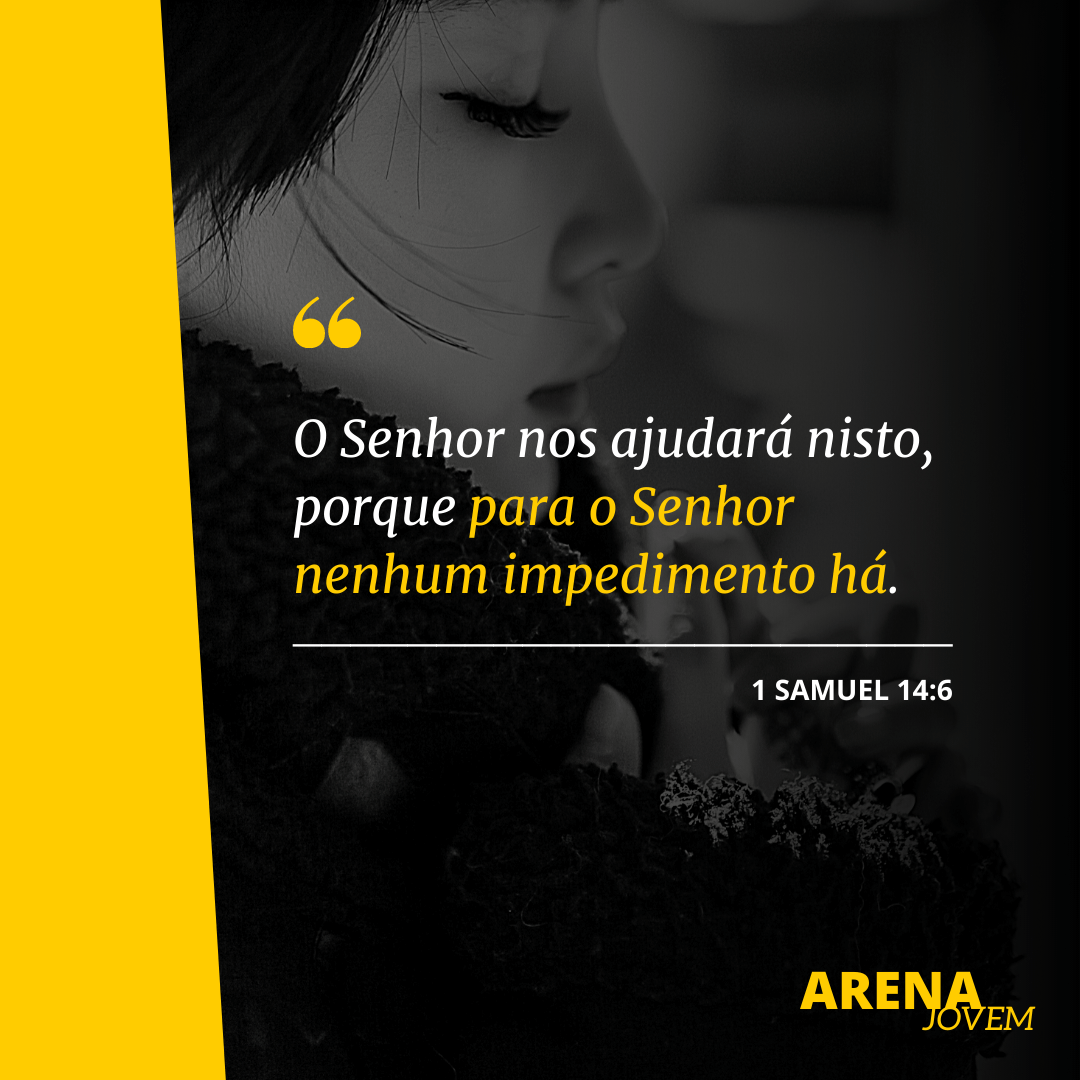 “
O Senhor nos ajudará nisto,
porque para o Senhor
nenhum impedimento há.
1 SAMUEL 14:6
ARENA
JOVEM